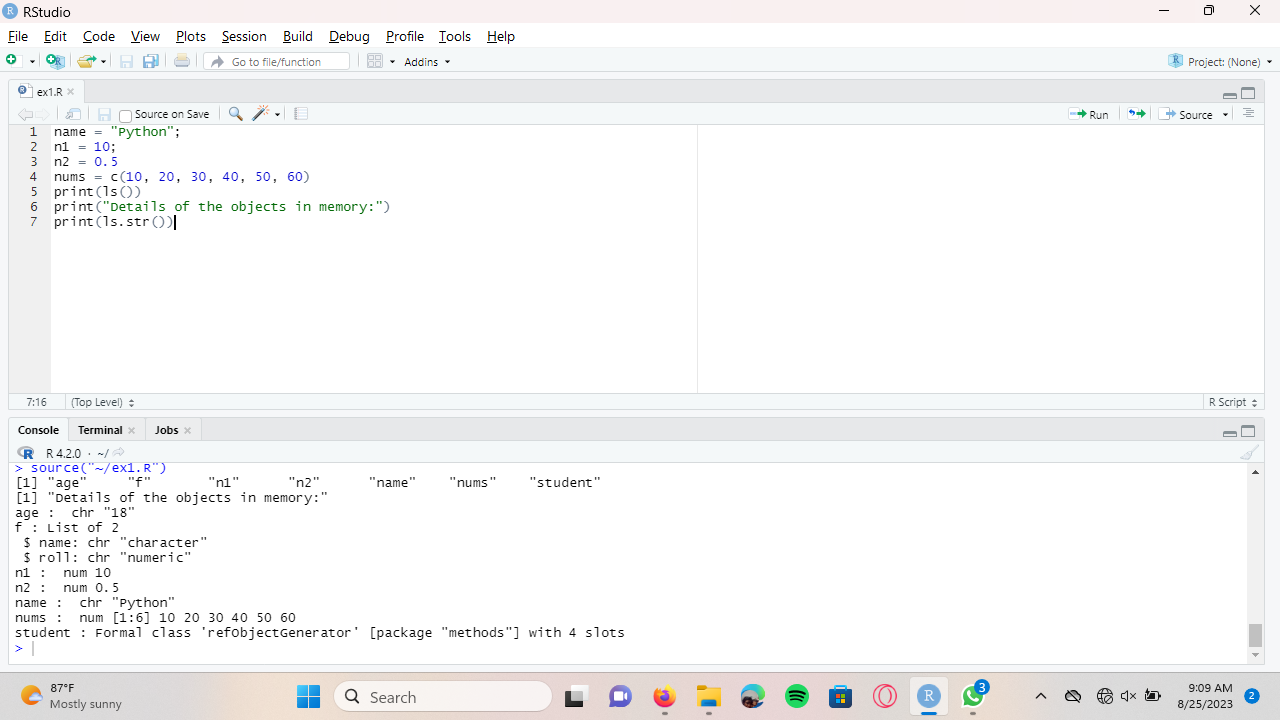 RStudio
File Edit Code View Plots Session Build Debug Profile Tools Help
Go to file/function Addins Project: (None)
ex1.R
Source on Save Run Source
1 name = "Python";
2 n1 = 10;
3 n2 = 0.5
4 nums = c(10, 20, 30, 40, 50, 60)
5 print(ls())
6 print("Details of the objects in memory:")
7 print(ls.str())
7:16 (Top Level) R Script
Console Terminal Jobs
R 4.2.0 · ~/
> source("~/ex1.R")
[1] "age" "f" "n1" "n2" "name" "nums" "student"
[1] "Details of the objects in memory:"
age : chr "18"
f : List of 2
$ name: chr "character"
$ roll: chr "numeric"
n1 : num 10
n2 : num 0.5
name : chr "Python"
nums : num [1:6] 10 20 30 40 50 60
student : Formal class 'refObjectGenerator' [package "methods"] with 4 slots
>
87°F
Mostly sunny
Search
R
3
9:09 AM
8/25/2023
2